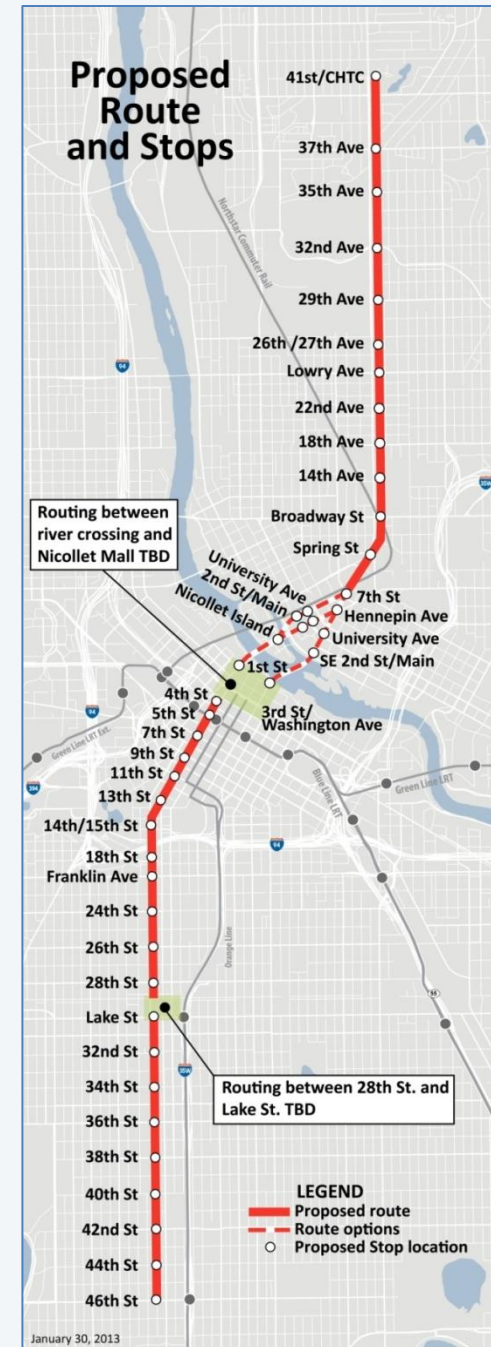 Proposed
Route
and Stops
41st/CHTC
37th Ave
35th Ave
Northstar Commuter Rail
32nd Ave
29th Ave
26th /27th Ave
94
Lowry Ave
22nd Ave
18th Ave
14th Ave
35W
Routing between
river crossing and
Nicollet Mall TBD
Broadway St
Spring St
University Ave
2nd St/Main
Nicollet Island
7th St
Hennepin Ave
University Ave
SE 2nd St/Main
1st St
3rd St/
Washington Ave
4th St
5th St
7th St
9th St
11th St
13th St
Green Line LRT Ext.
Blue Line LRT
Green Line LRT
394
14th/15th St
94
18th St
Franklin Ave
24th St
26th St
Orange Line
28th St
55
Lake St
32nd St
35W
34th St
Routing between 28th St. and
Lake St. TBD
36th St
38th St
40th St
42nd St
44th St
46th St
LEGEND
Proposed route
Route options
Proposed Stop location
January 30, 2013